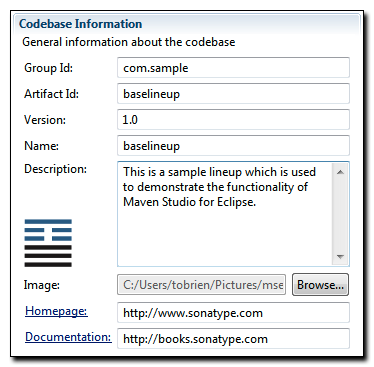 Codebase Information
General information about the codebase
Group Id: com.sample
Artifact Id: baselineup
Version: 1.0
Name: baselineup
Description: This is a sample lineup which is used
to demonstrate the functionality of
Maven Studio for Eclipse.
Image: C:/Users/tobrien/Pictures/mse Browse...
Homepage: http://www.sonatype.com
Documentation: http://books.sonatype.com